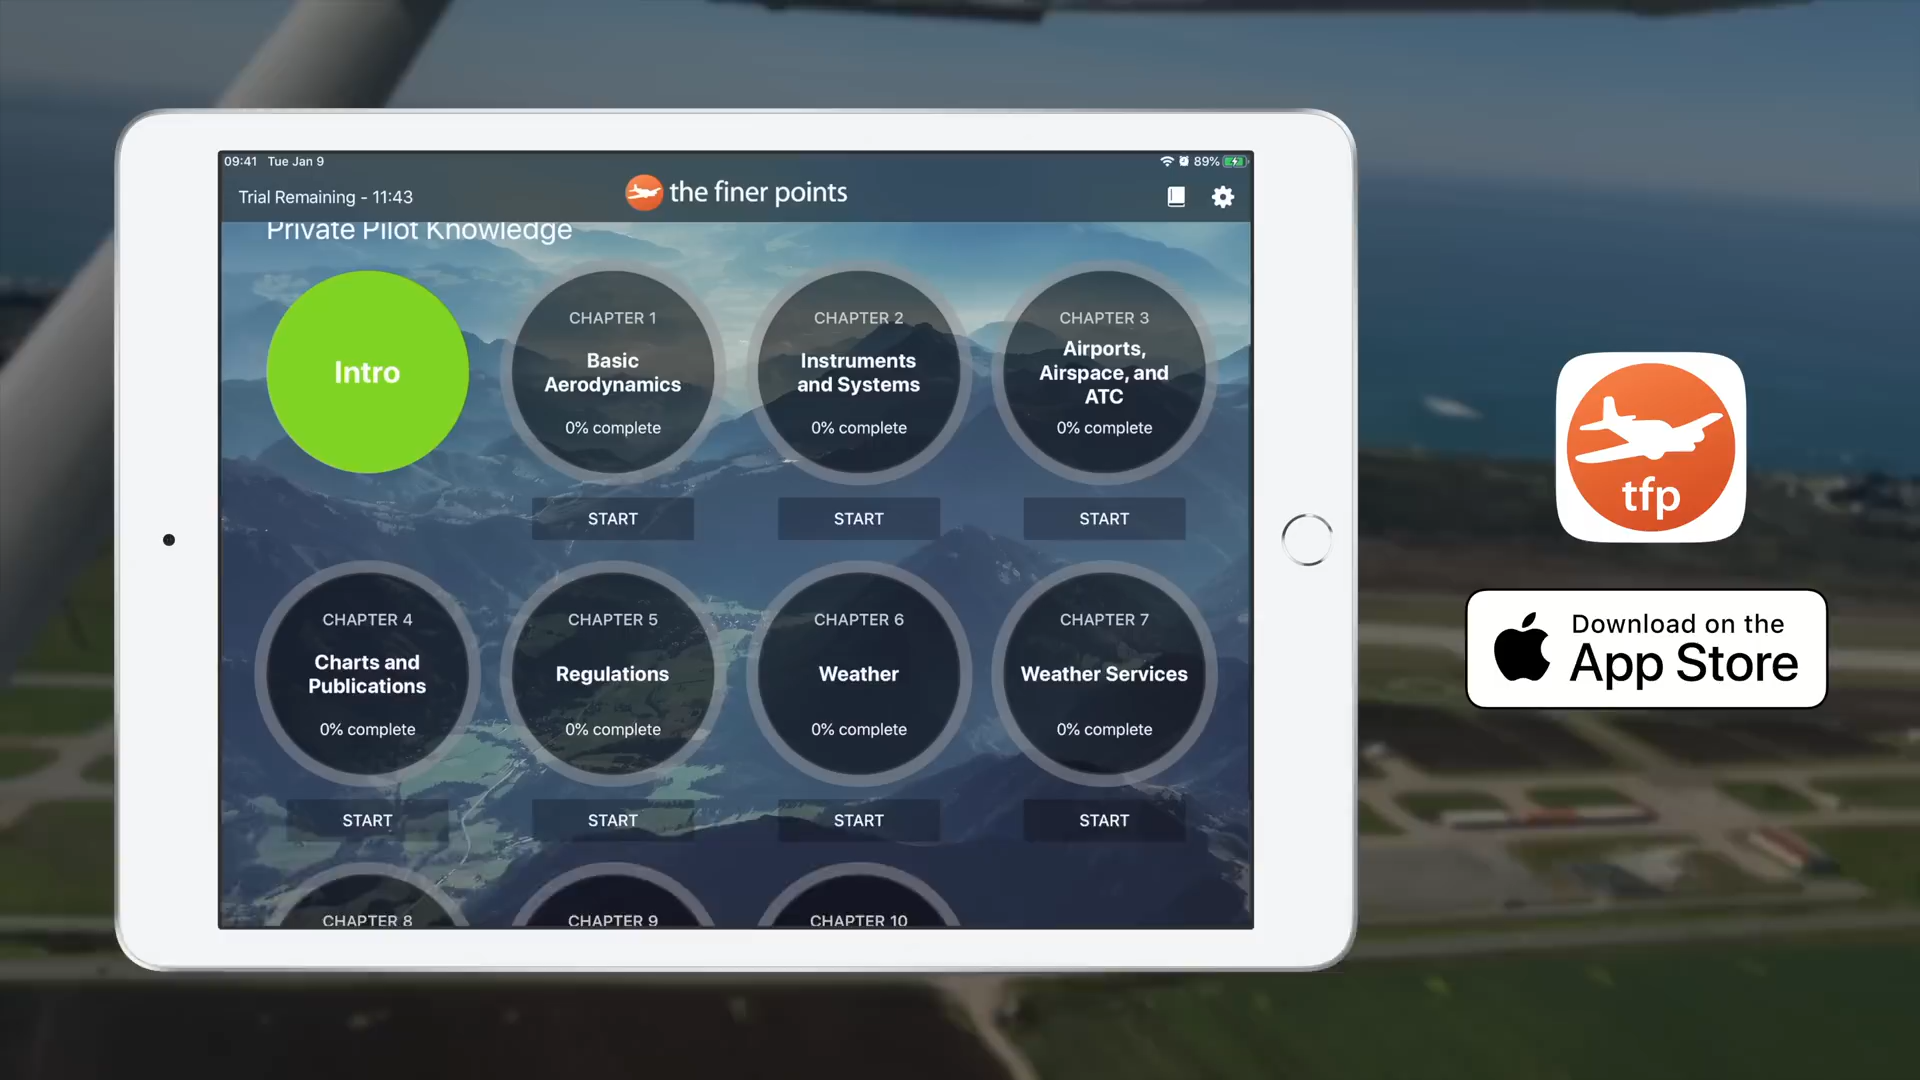 09:41 Tue Jan 9
89%
Trial Remaining - 11:43
the finer points
Private Pilot Knowledge
Intro
CHAPTER 1
Basic
Aerodynamics
0% complete
START
CHAPTER 2
Instruments
and Systems
0% complete
START
CHAPTER 3
Airports,
Airspace, and
ATC
0% complete
START
CHAPTER 4
Charts and
Publications
0% complete
START
CHAPTER 5
Regulations
0% complete
START
CHAPTER 6
Weather
0% complete
START
CHAPTER 7
Weather Services
0% complete
START
CHAPTER 8
CHAPTER 9
CHAPTER 10
tfp
Download on the
App Store